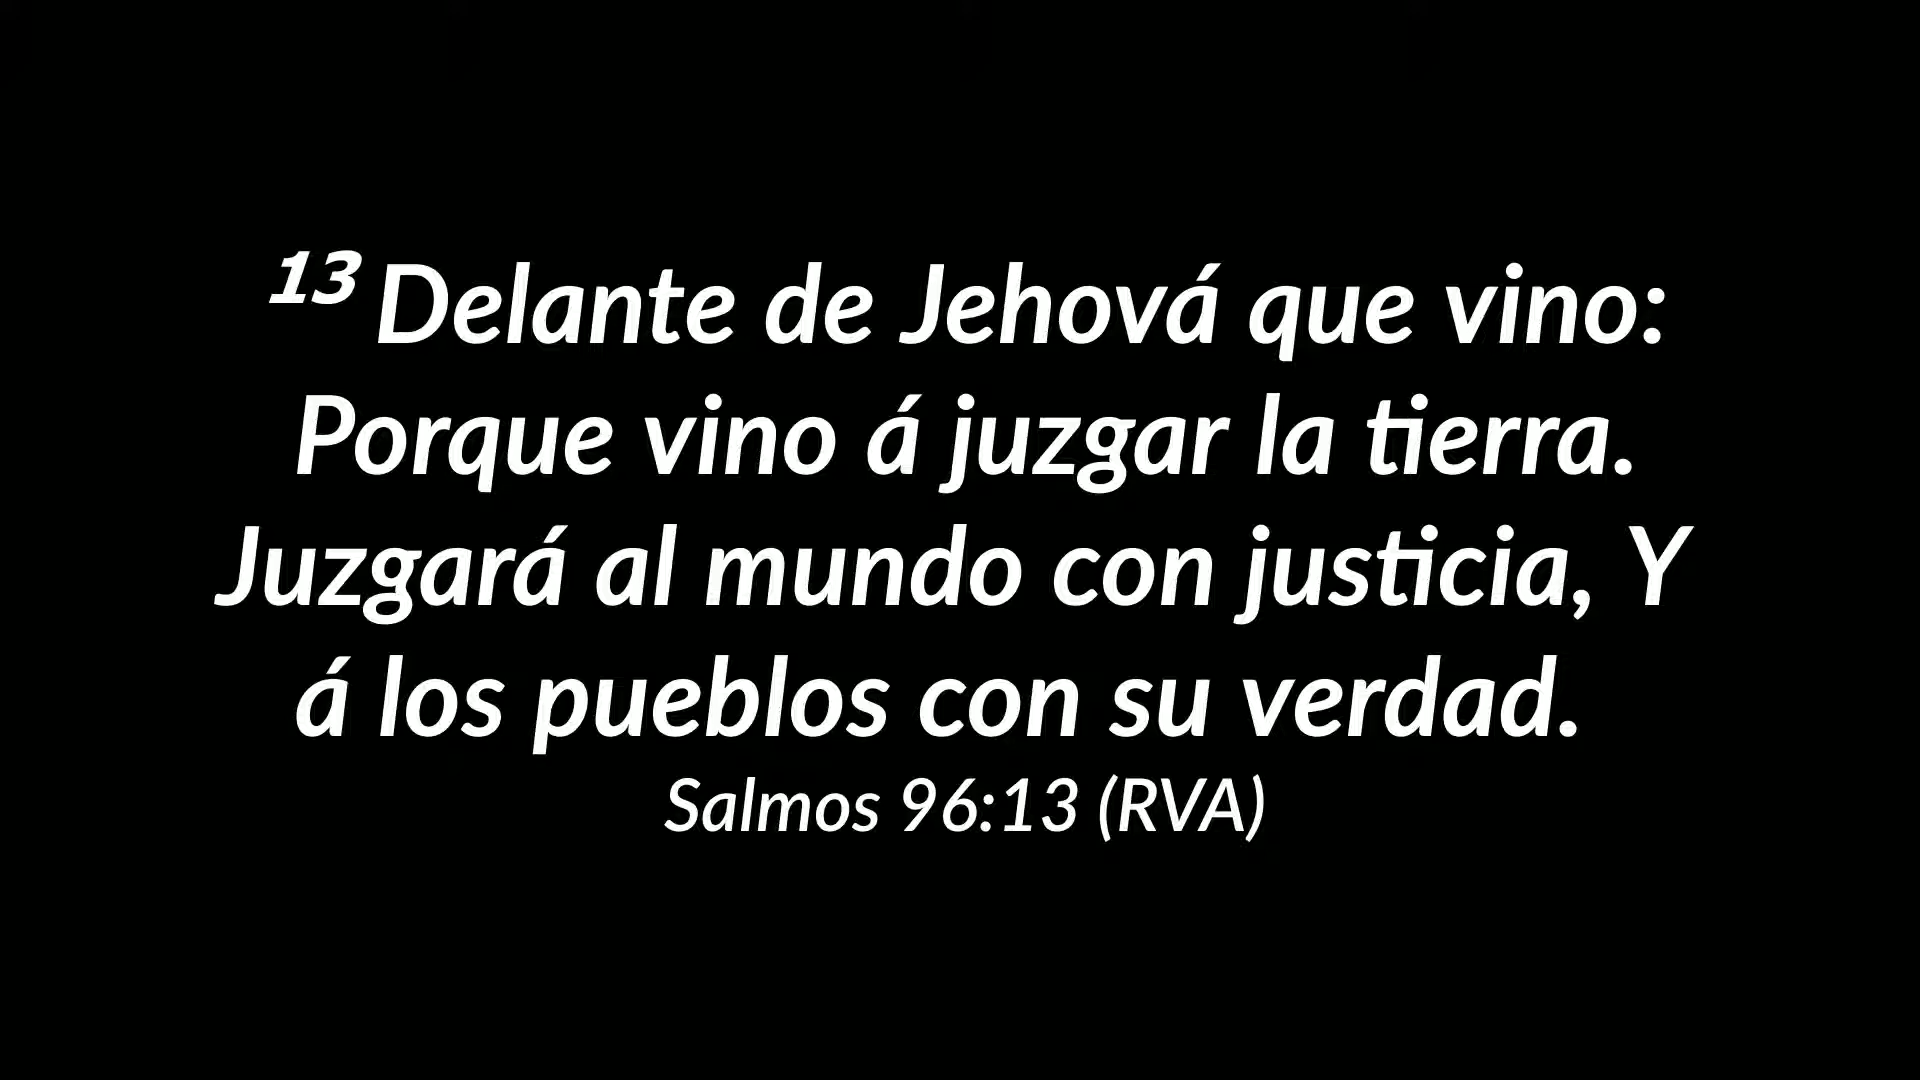 13 Delante de Jehová que vino:
Porque vino á juzgar la tierra.
Juzgará al mundo con justicia, Y
á los pueblos con su verdad.
Salmos 96:13 (RVA)